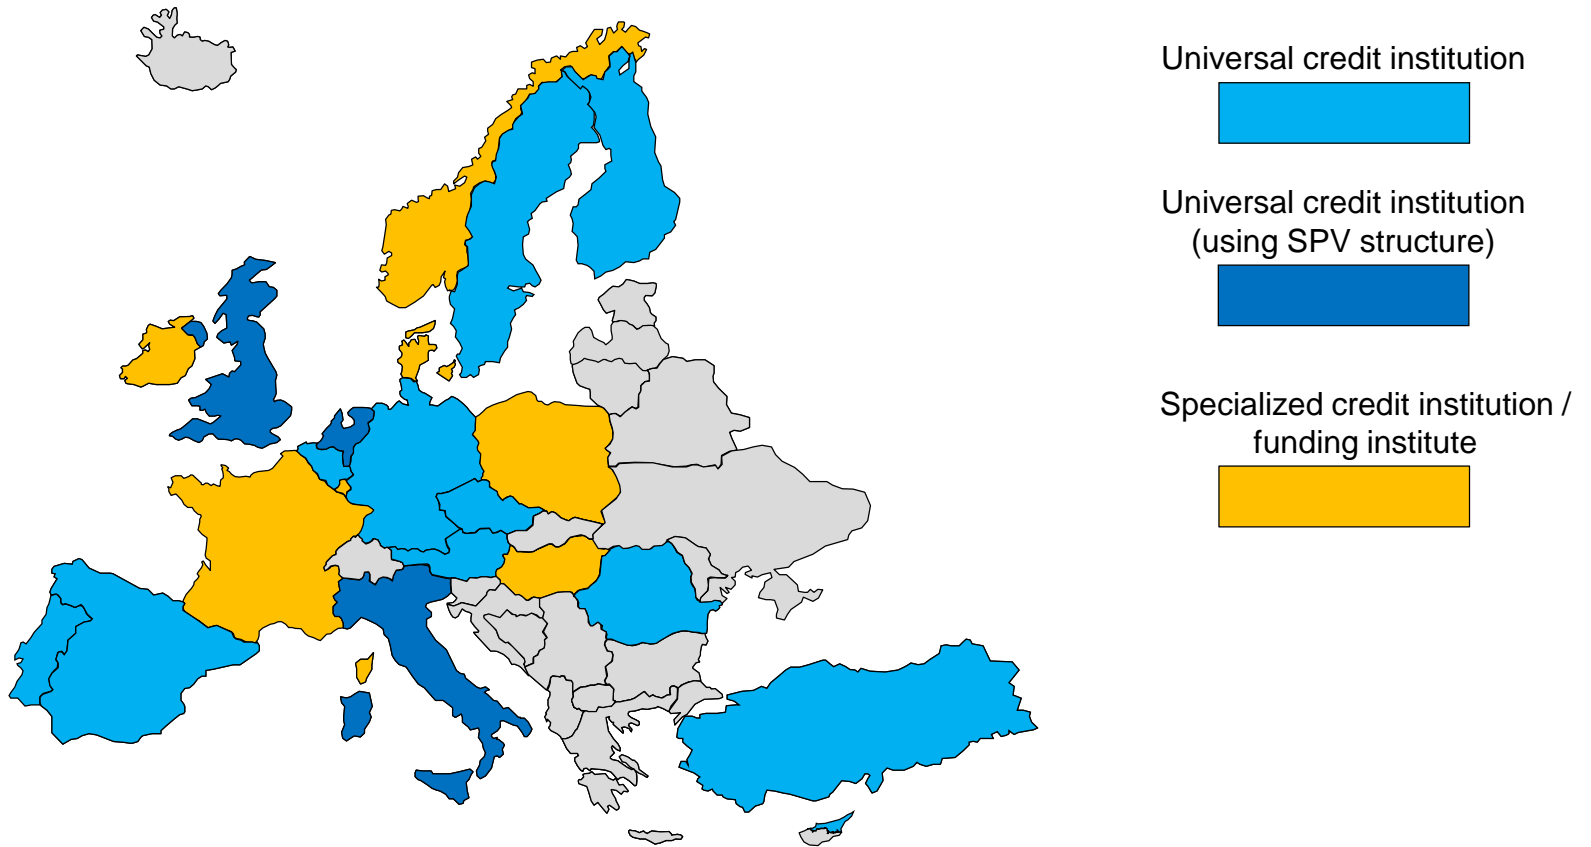 Universal credit institution
Universal credit institution
(using SPV structure)
Specialized credit institution /
funding institute